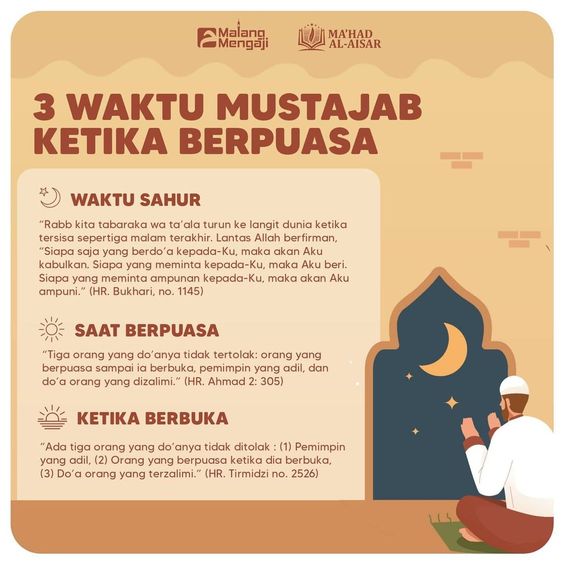 Malang
Mengaji
MA'HAD
AL-AISAR
3 WAKTU MUSTAJAB
KETIKA BERPUASA
WAKTU SAHUR
"Rabb kita tabaraka wa ta'ala turun ke langit dunia ketika
tersisa sepertiga malam terakhir. Lantas Allah berfirman,
"Siapa saja yang berdo'a kepada-Ku, maka akan Aku
kabulkan. Siapa yang meminta kepada-Ku, maka Aku beri.
Siapa yang meminta ampunan kepada-Ku, maka akan Aku
ampuni." (HR. Bukhari, no. 1145)
SAAT BERPUASA
"Tiga orang yang do'anya tidak tertolak: orang yang
berpuasa sampai ia berbuka, pemimpin yang adil, dan
do'a orang yang dizalimi." (HR. Ahmad 2: 305)
KETIKA BERBUKA
"Ada tiga orang yang do'anya tidak ditolak : (1) Pemimpin
yang adil, (2) Orang yang berpuasa ketika dia berbuka,
(3) Do'a orang yang terzalimi." (HR. Tirmidzi no. 2526)